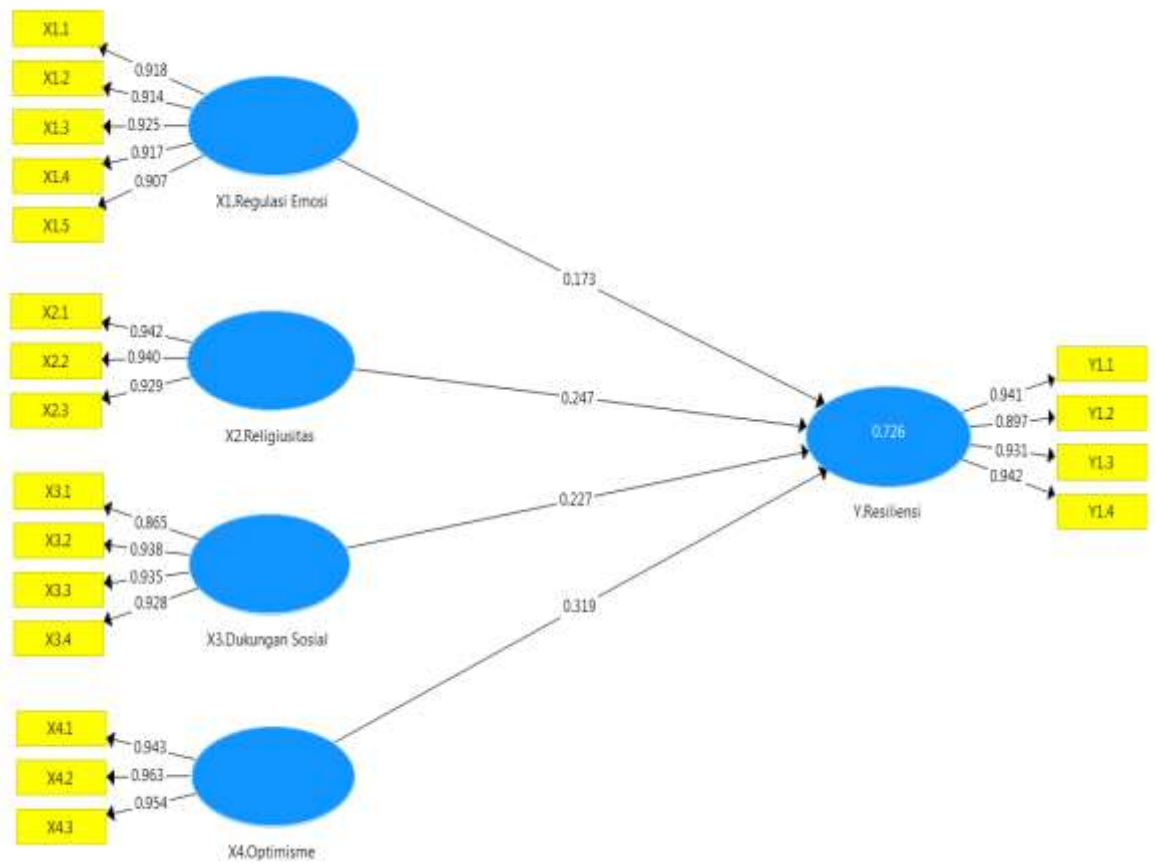 X1.1
X1.2
X1.3
X1.4
X1.5
0.918
0.914
0.925
0.917
0.907
X1.Regulasi Emosi
0.173
X2.1
X2.2
X2.3
0.942
0.940
0.929
X2.Religiusitas
0.247
X3.1
X3.2
X3.3
X3.4
0.865
0.938
0.935
0.928
X3.Dukungan Sosial
0.227
X4.1
X4.2
X4.3
0.943
0.963
0.954
X4.Optimisme
0.319
0.726
Y.Resiliensi
0.941
0.897
0.931
0.942
Y1.1
Y1.2
Y1.3
Y1.4